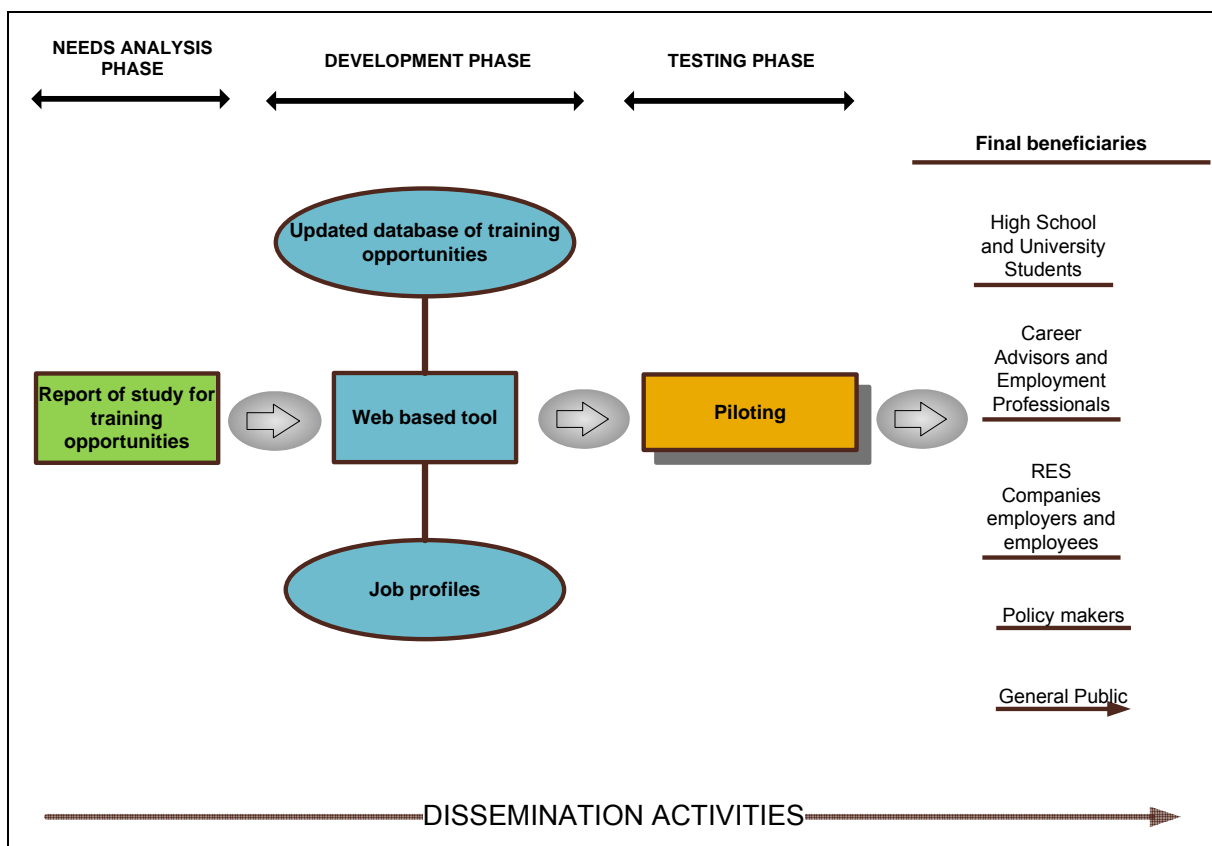 NEEDS ANALYSIS
PHASE
DEVELOPMENT PHASE
TESTING PHASE
Final beneficiaries
Updated database of training
opportunities
High School
and University
Students
Career
Advisors and
Employment
Professionals
Report of study for
training
opportunities
Web based tool
Piloting
RES
Companies
employers and
employees
Job profiles
Policy makers
General Public
DISSEMINATION ACTIVITIES